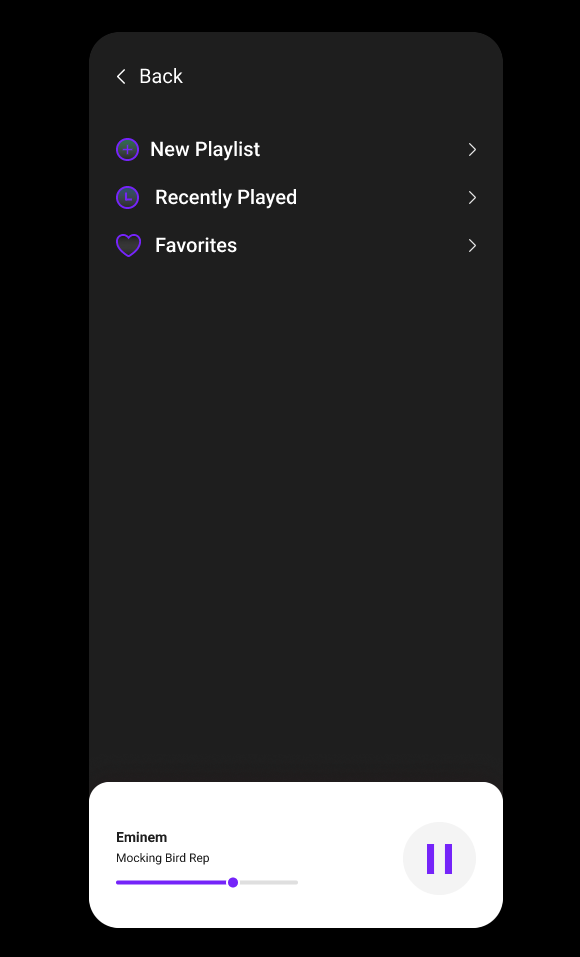 Back
New Playlist
Recently Played
Favorites
Eminem
Mocking Bird Rep